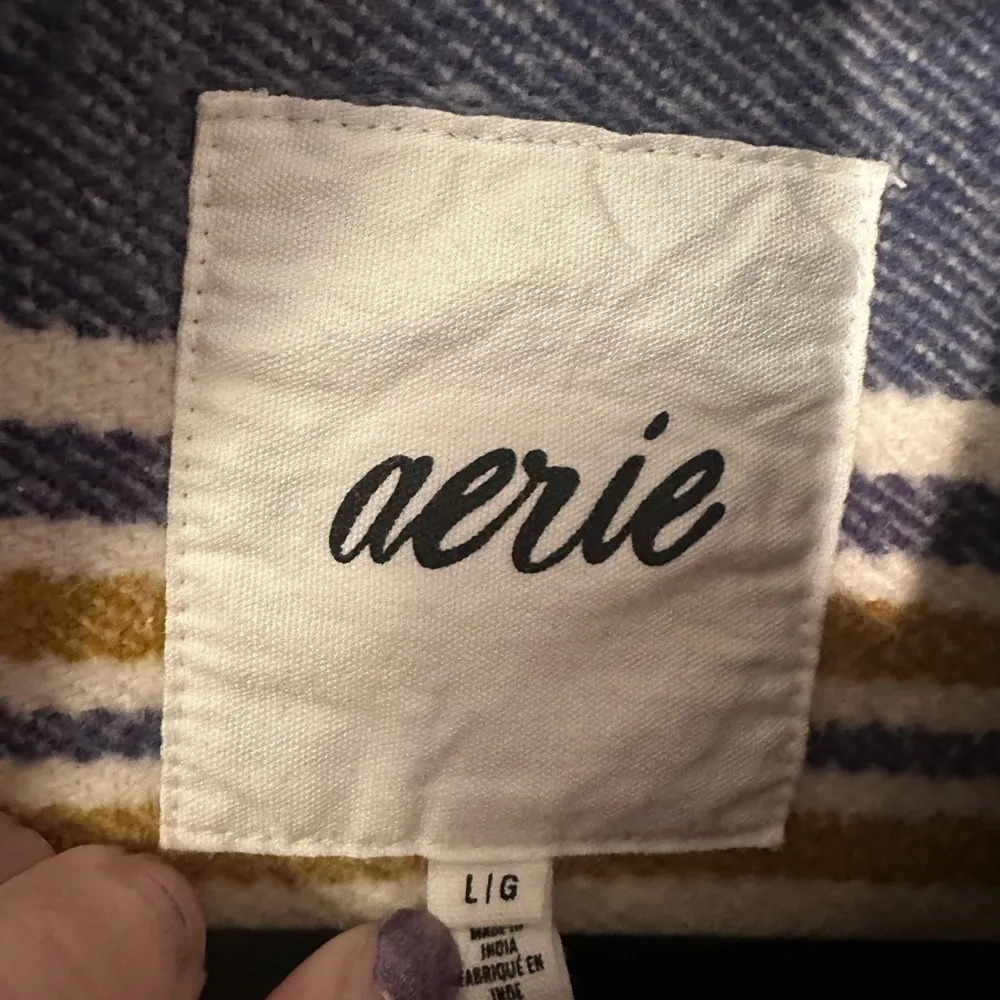 aerie
L/G
MADE IN
INDIA
FABRIQUÉ EN
INDE